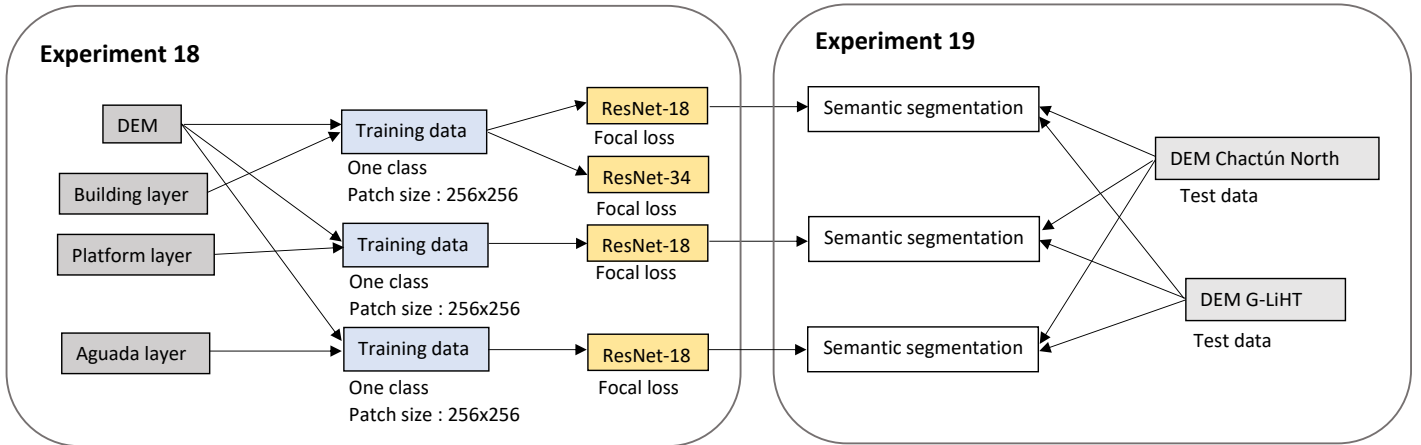 Experiment 18
DEM
Building layer
Platform layer
Aguada layer
Training data
One class
Patch size : 256x256
Training data
One class
Patch size : 256x256
Training data
One class
Patch size : 256x256
ResNet-18
Focal loss
ResNet-34
Focal loss
ResNet-18
Focal loss
ResNet-18
Focal loss
Experiment 19
Semantic segmentation
Semantic segmentation
Semantic segmentation
DEM Chactún North
Test data
DEM G-LiHT
Test data